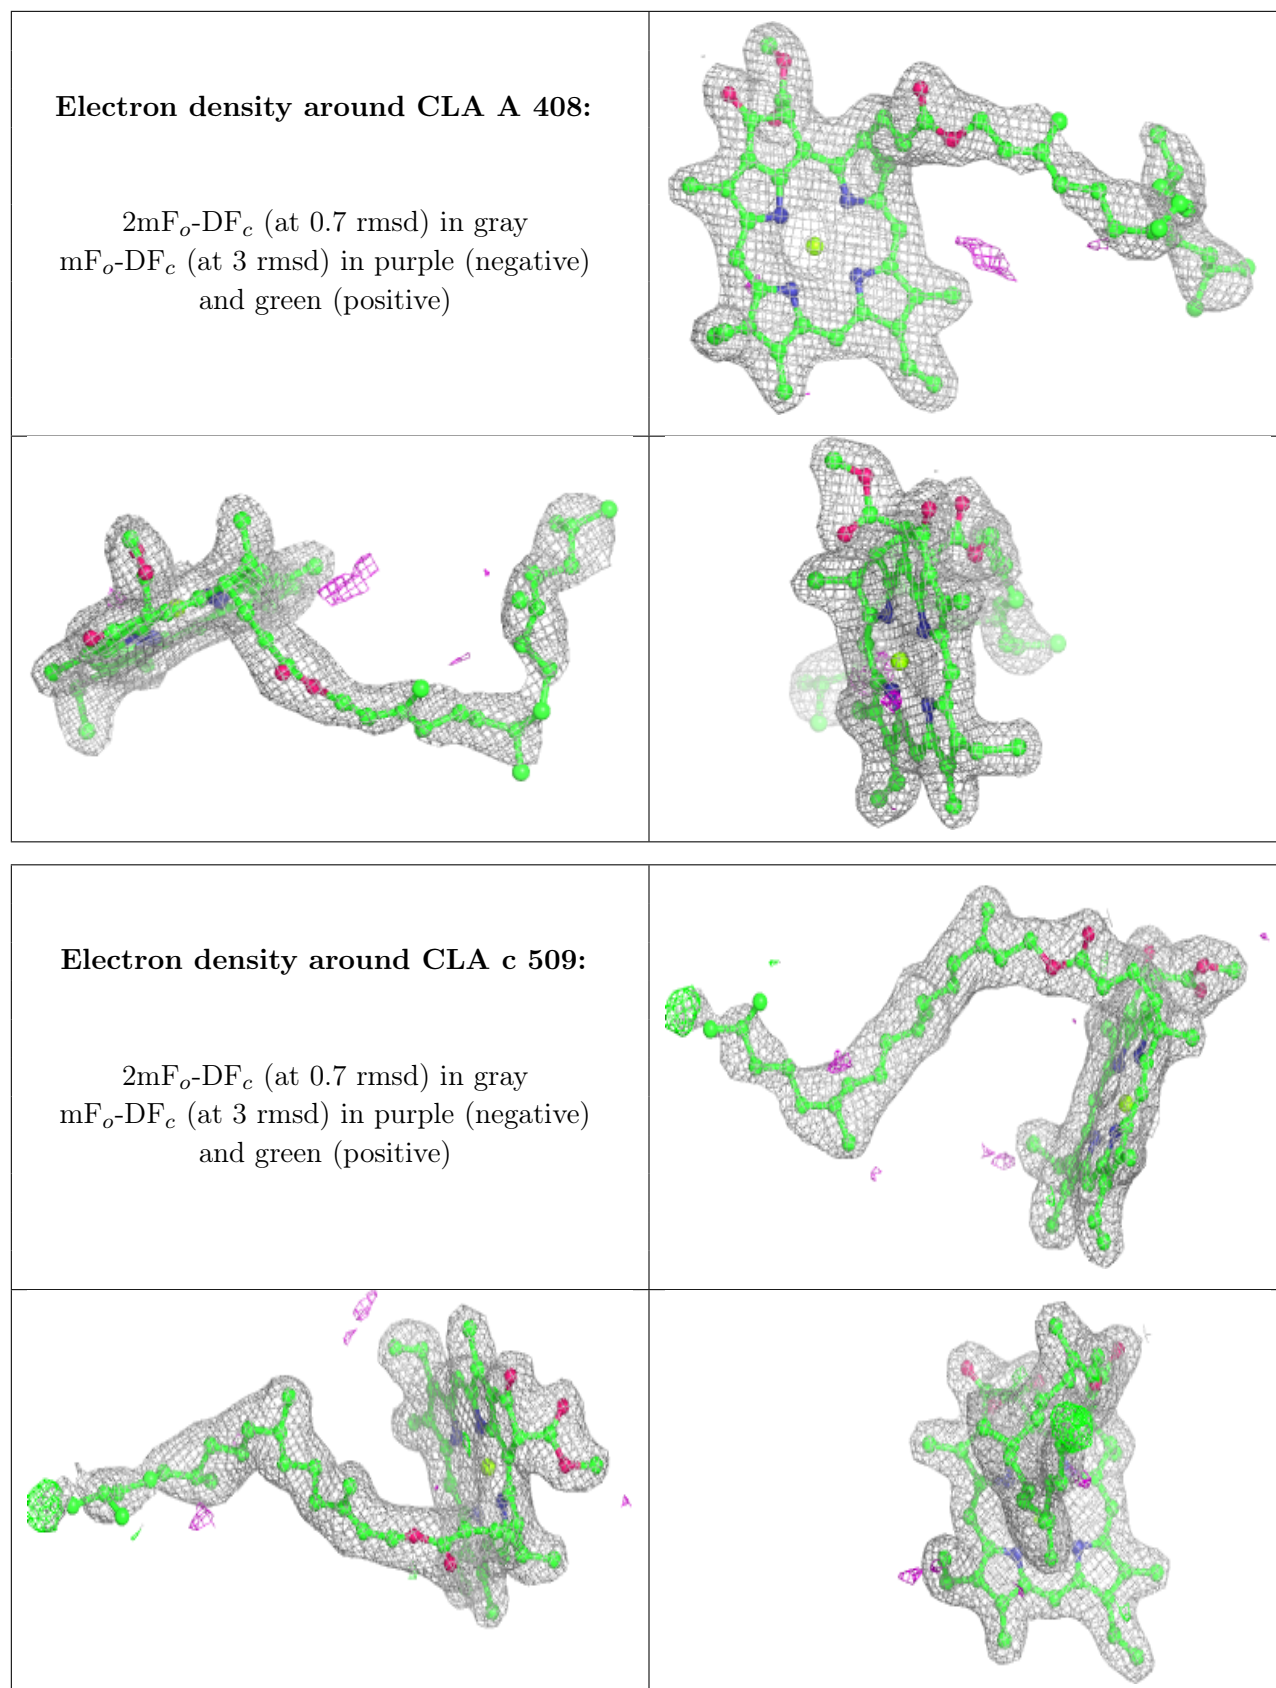 Electron density around CLA A 408:
2mFo-DFc (at 0.7 rmsd) in gray
mFo-DFc (at 3 rmsd) in purple (negative)
and green (positive)
Electron density around CLA c 509:
2mFo-DFc (at 0.7 rmsd) in gray
mFo-DFc (at 3 rmsd) in purple (negative)
and green (positive)